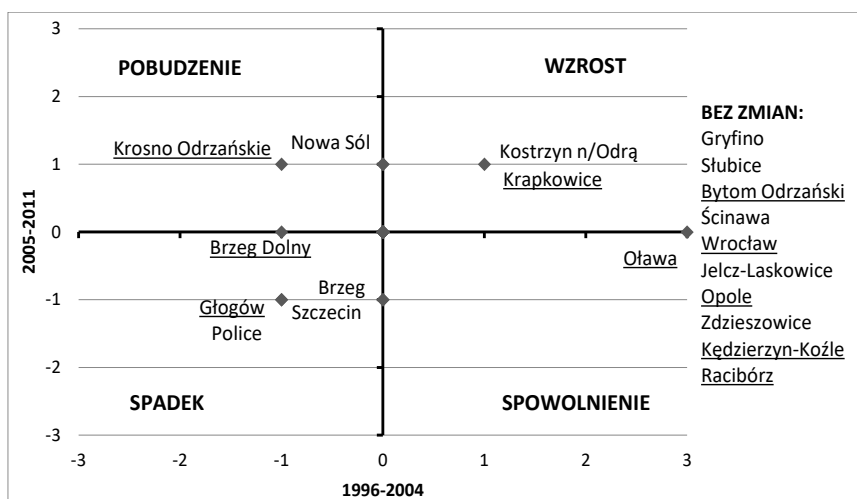 3
POBUDZENIE
WZROST
2
BEZ ZMIAN:
Gryfino
Słubice
Bytom Odrzański
Ścinawa
Wrocław
Jelcz-Laskowice
Opole
Zdzieszowice
Kędzierzyn-Koźle
Racibórz
Krosno Odrzańskie
Nowa Sól
Kostrzyn n/Odrą
Krapkowice
1
2005-2011
0
Brzeg Dolny
Oława
-1
Głogów
Police
Brzeg
Szczecin
-2
SPADEK
SPOWOLNIENIE
-3
-3 -2 -1 0 1 2 3
1996-2004